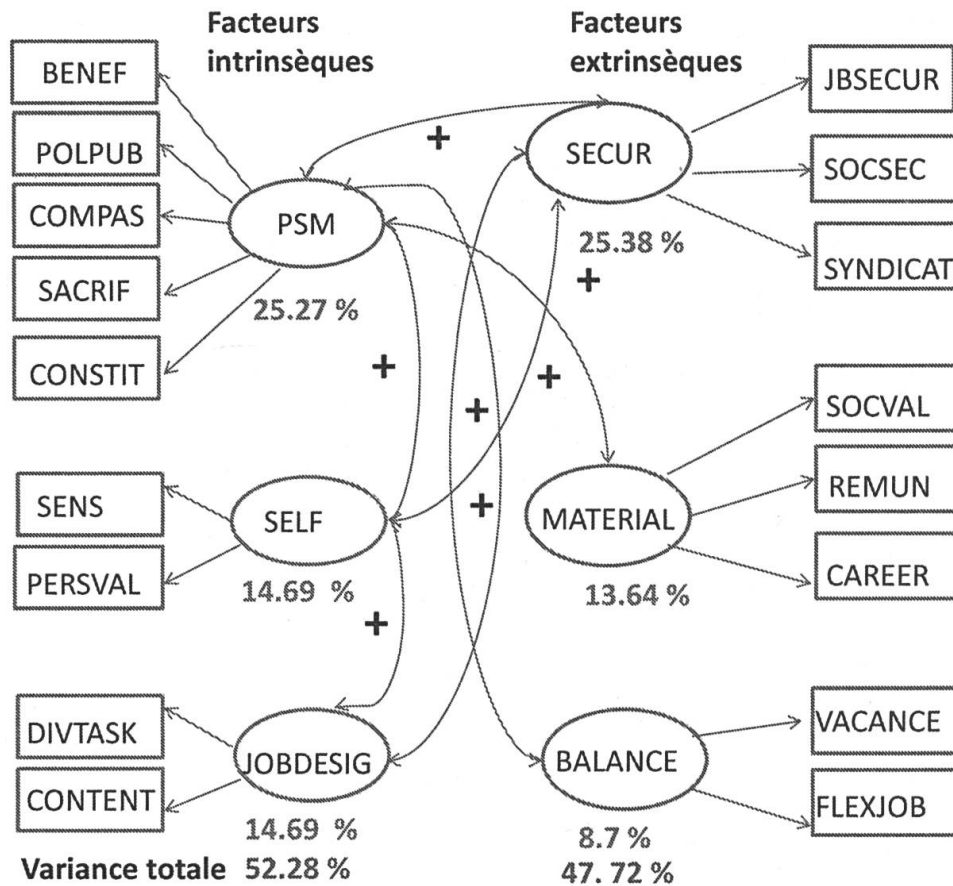 Facteurs
intrinsèques
Facteurs
extrinsèques
BENEF
POLPUB
COMPAS
SACRIF
CONSTIT
PSM
25.27 %
+
SECUR
25.38 %
+
JBSECUR
SOCSEC
SYNDICAT
+
+
+
+
SENS
PERSVAL
SELF
14.69 %
+
MATERIAL
13.64 %
SOCVAL
REMUN
CAREER
DIVTASK
CONTENT
JOBDESIG
14.69 %
BALANCE
8.7 %
VACANCE
FLEXJOB
Variance totale 52.28 %
47. 72 %